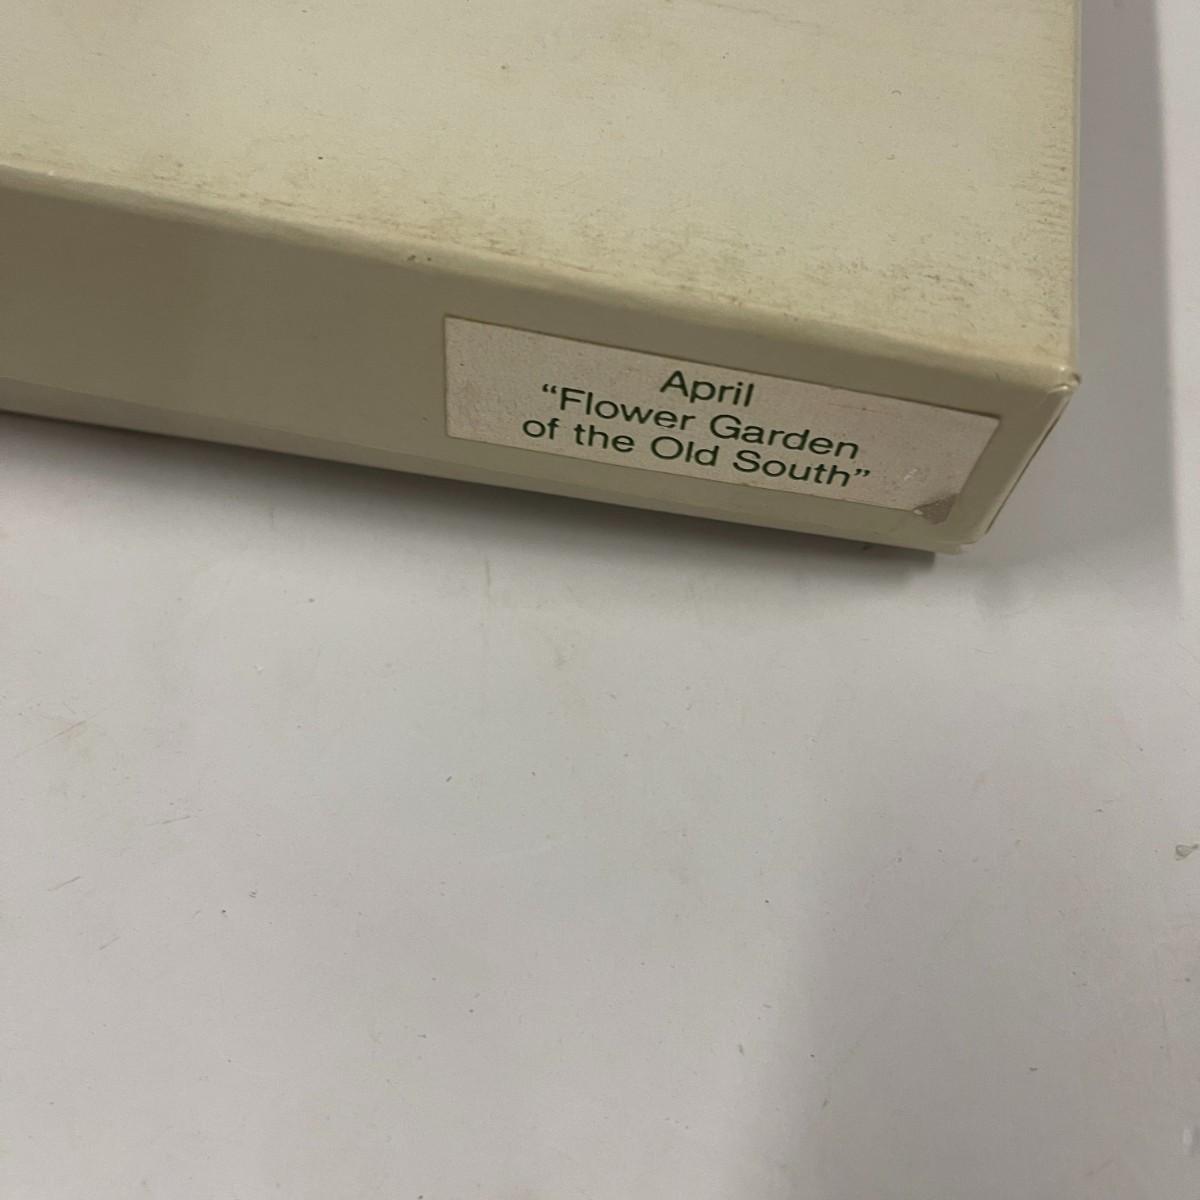 April
“Flower Garden
of the Old South”